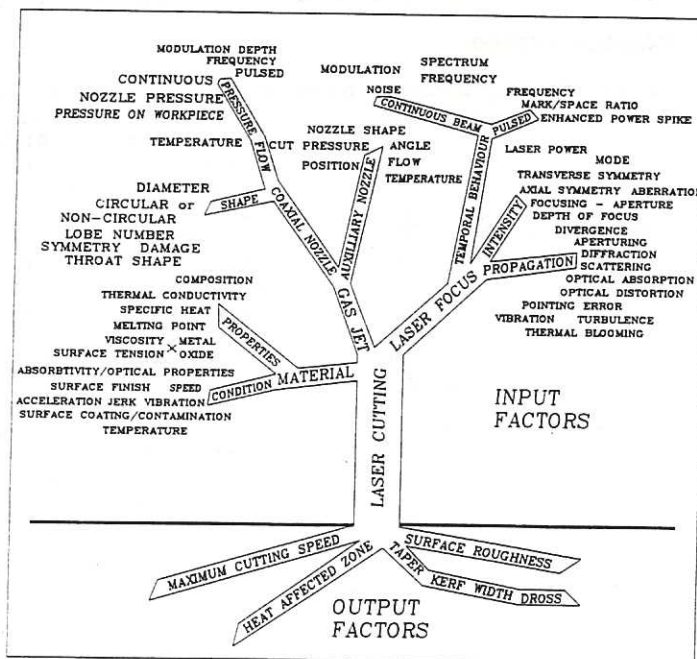 MODULATION DEPTH
FREQUENCY
PULSED
CONTINUOUS
NOZZLE PRESSURE
PRESSURE ON WORKPIECE
TEMPERATURE
PRESSURE FLOW
DIAMETER
CIRCULAR or
NON-CIRCULAR
LOBE NUMBER
SYMMETRY DAMAGE
THROAT SHAPE
SHAPE
COAXIAL NOZZLE
NOZZLE SHAPE
CUT PRESSURE
POSITION
ANGLE
FLOW
TEMPERATURE
AUXILLIARY NOZZLE
GAS JET
MODULATION
SPECTRUM
FREQUENCY
NOISE
CONTINUOUS BEAM
FREQUENCY
MARK/SPACE RATIO
ENHANCED POWER SPIKE
PULSED
TEMPORAL BEHAVIOUR
LASER POWER
MODE
TRANSVERSE SYMMETRY
AXIAL SYMMETRY ABERRATION
FOCUSING - APERTURE
DEPTH OF FOCUS
INTENSITY
DIVERGENCE
APERTURING
DIFFRACTION
SCATTERING
OPTICAL ABSORPTION
OPTICAL DISTORTION
POINTING ERROR
VIBRATION TURBULENCE
THERMAL BLOOMING
PROPAGATION
LASER FOCUS
COMPOSITION
THERMAL CONDUCTIVITY
SPECIFIC HEAT
MELTING POINT
VISCOSITY METAL
SURFACE TENSION × OXIDE
PROPERTIES
ABSORBTIVITY/OPTICAL PROPERTIES
SURFACE FINISH SPEED
ACCELERATION JERK VIBRATION
SURFACE COATING/CONTAMINATION
TEMPERATURE
CONDITION
MATERIAL
LASER CUTTING
INPUT
FACTORS
MAXIMUM CUTTING SPEED
HEAT AFFECTED ZONE
TAPER
SURFACE ROUGHNESS
KERF WIDTH
DROSS
OUTPUT
FACTORS